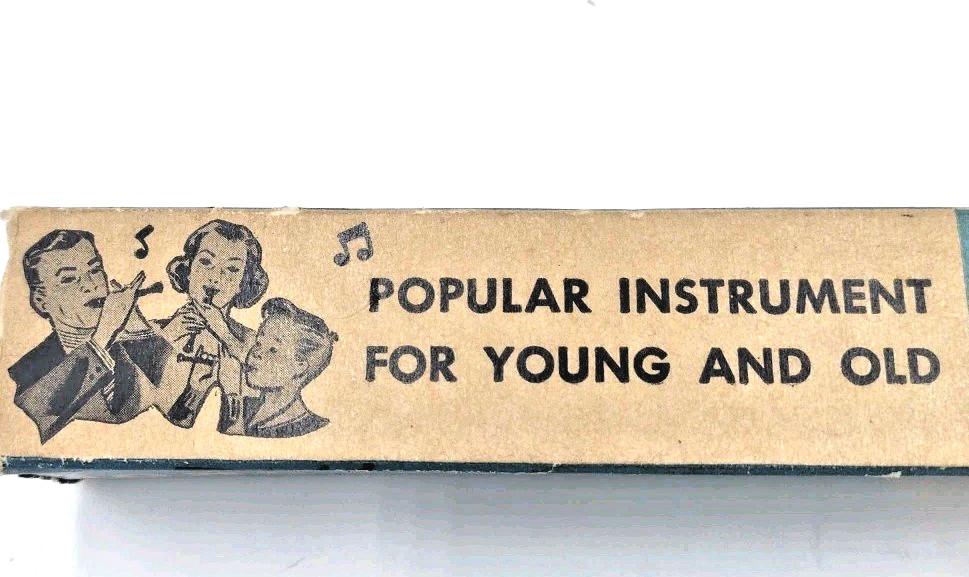 POPULAR INSTRUMENT
FOR YOUNG AND OLD